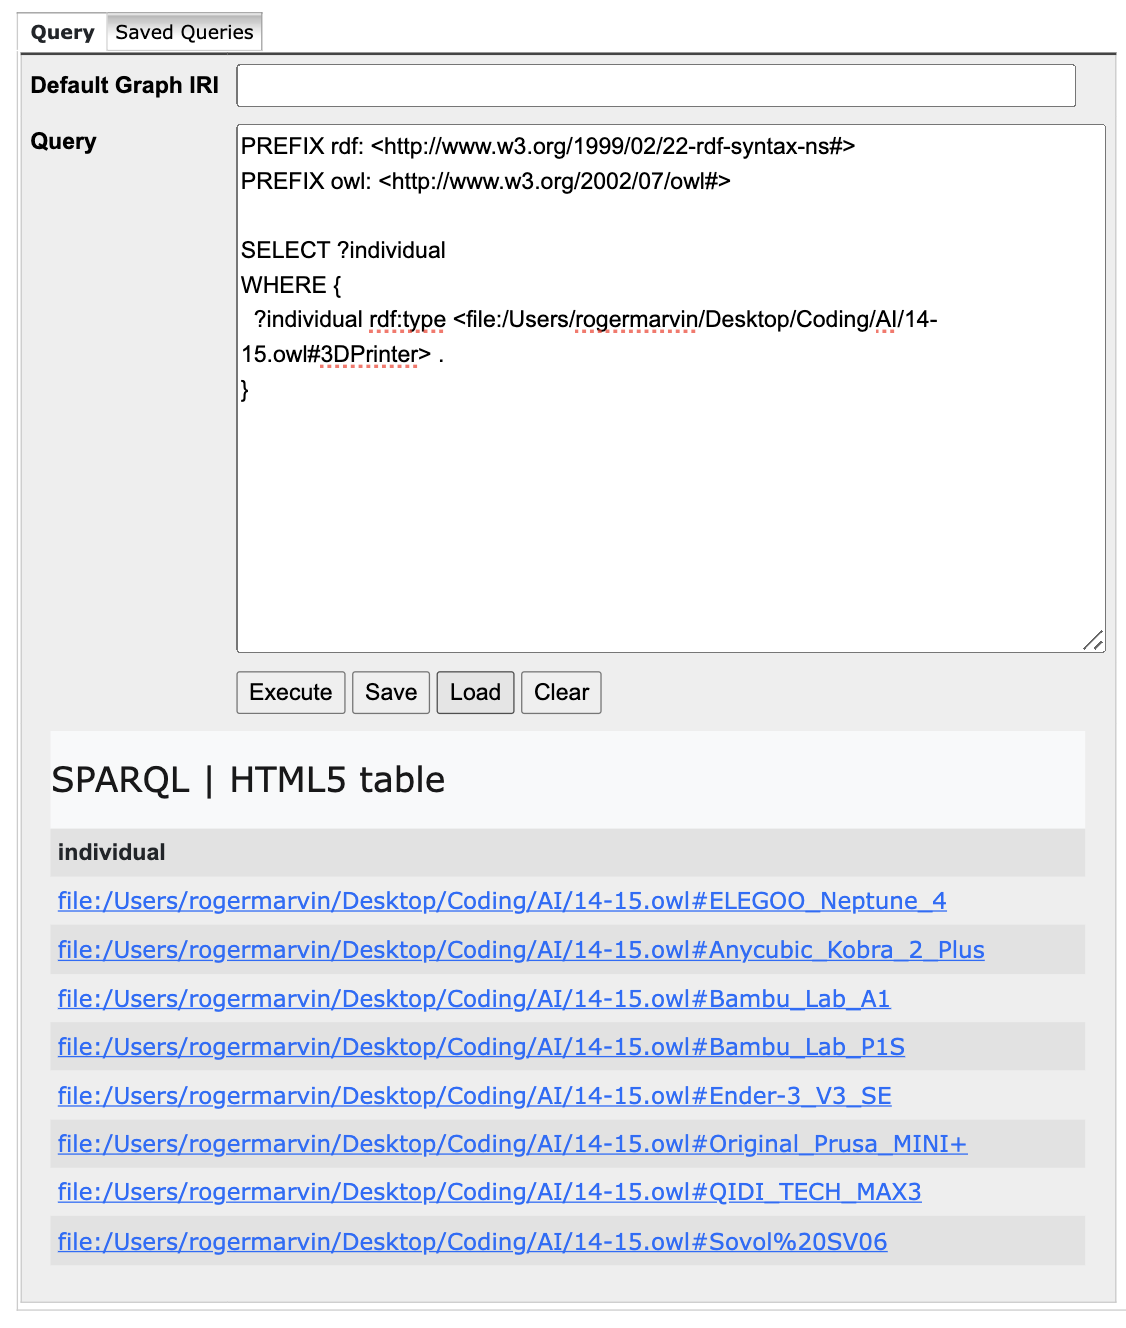 Query
Saved Queries
Default Graph IRI
Query
PREFIX rdf: <http://www.w3.org/1999/02/22-rdf-syntax-ns#>
PREFIX owl: <http://www.w3.org/2002/07/owl#>
SELECT ?individual
WHERE {
?individual rdf:type <file:/Users/rogermarvin/Desktop/Coding/AI/14-
15.owl#3DPrinter> .
}
Execute
Save
Load
Clear
SPARQL | HTML5 table
individual
file:/Users/rogermarvin/Desktop/Coding/AI/14-15.owl#ELEGOO_Neptune_4
file:/Users/rogermarvin/Desktop/Coding/AI/14-15.owl#Anycubic_Kobra_2_Plus
file:/Users/rogermarvin/Desktop/Coding/AI/14-15.owl#Bambu_Lab_A1
file:/Users/rogermarvin/Desktop/Coding/AI/14-15.owl#Bambu_Lab_P1S
file:/Users/rogermarvin/Desktop/Coding/AI/14-15.owl#Ender-3_V3_SE
file:/Users/rogermarvin/Desktop/Coding/AI/14-15.owl#Original_Prusa_MINI+
file:/Users/rogermarvin/Desktop/Coding/AI/14-15.owl#QIDI_TECH_MAX3
file:/Users/rogermarvin/Desktop/Coding/AI/14-15.owl#Sovol%20SV06